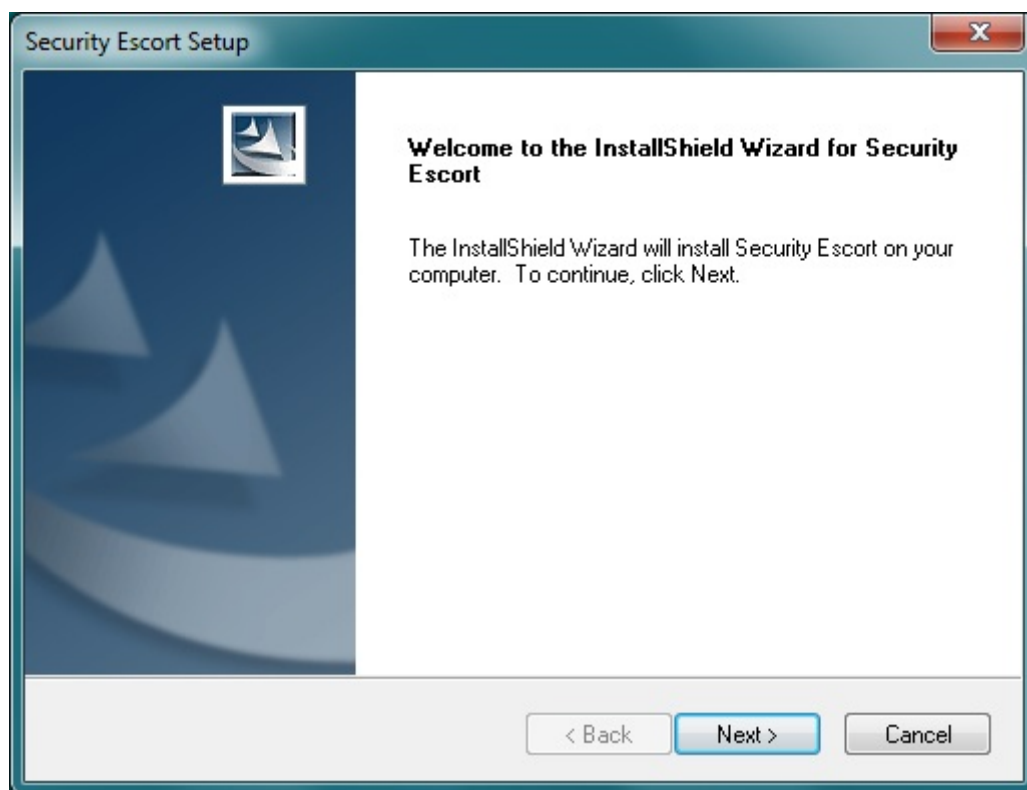 Security Escort Setup
Welcome to the InstallShield Wizard for Security
Escort
The InstallShield Wizard will install Security Escort on your
computer.  To continue, click Next.
< Back
Next >
Cancel